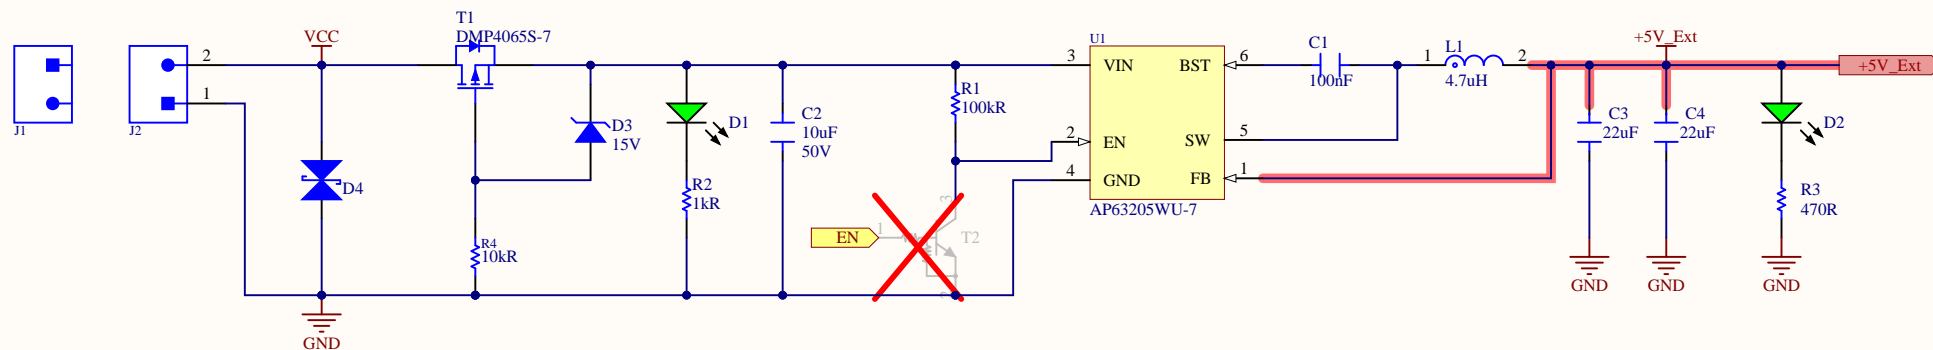 J1
J2
2
1
VCC
D4
GND
T1
DMP4065S-7
R4
10kR
D3
15V
D1
R2
1kR
C2
10uF
50V
R1
100kR
EN
1
3
T2
U1
3
VIN
2
EN
4
GND
BST
6
SW
5
FB
1
AP63205WU-7
C1
100nF
1
L1
2
4.7uH
+5V_Ext
+5V_Ext
C3
22uF
GND
C4
22uF
GND
D2
R3
470R
GND